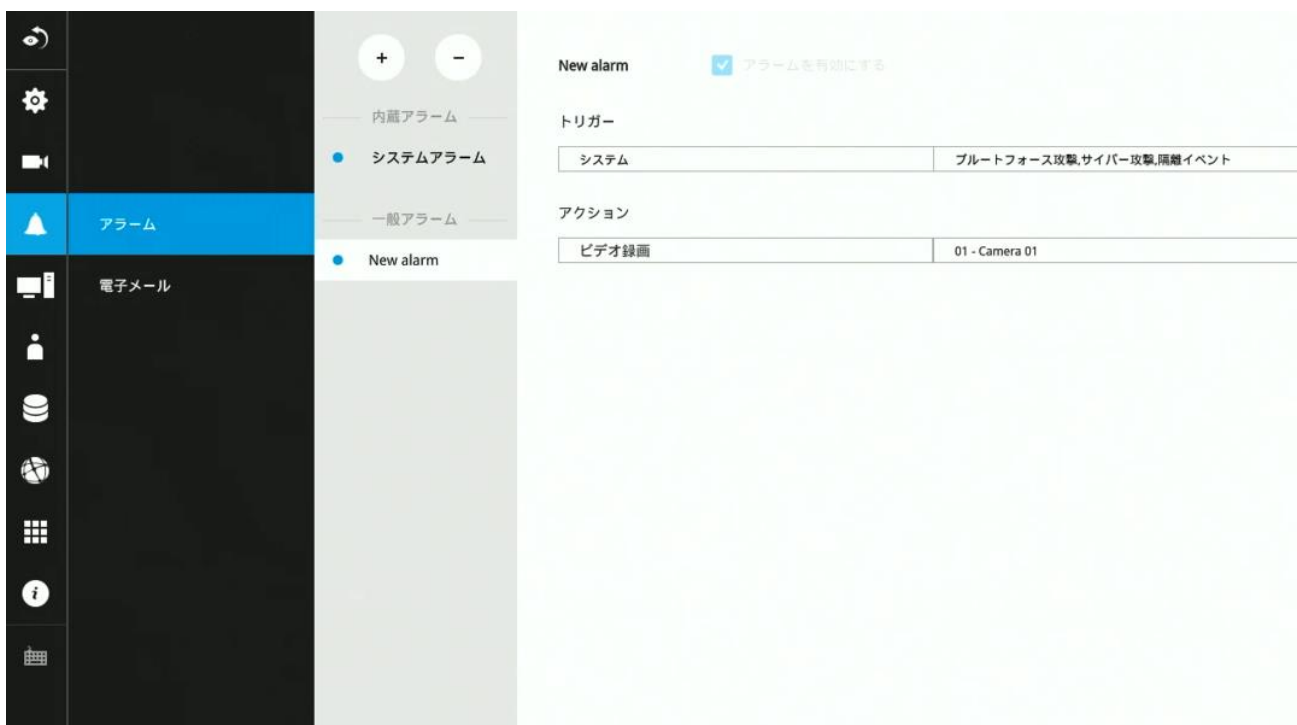 + −
New alarm
アラームを有効にする
内蔵アラーム
トリガー
システムアラーム
システム
ブルートフォース攻撃,サイバー攻撃,隔離イベント
アラーム
一般アラーム
アクション
New alarm
ビデオ録画
01 - Camera 01
電子メール
i